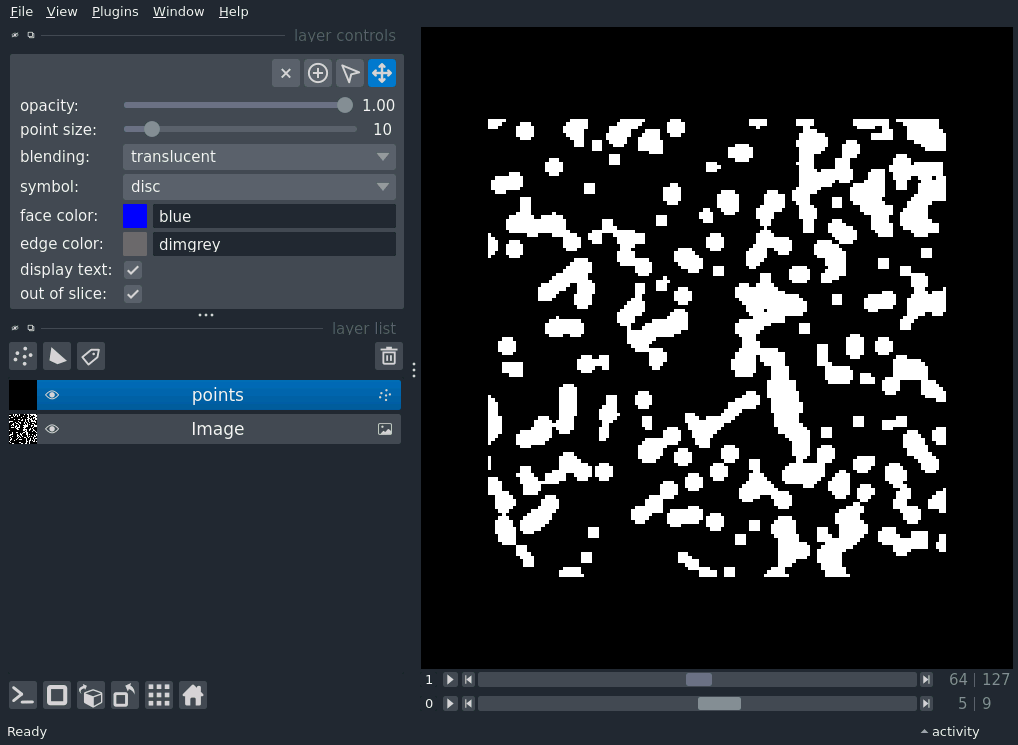 File View Plugins Window Help
layer controls
opacity: 1.00
point size: 10
blending: translucent
symbol: disc
face color: blue
edge color: dimgrey
display text:
out of slice:
layer list
points
Image
1 64 | 127
0 5 | 9
Ready activity